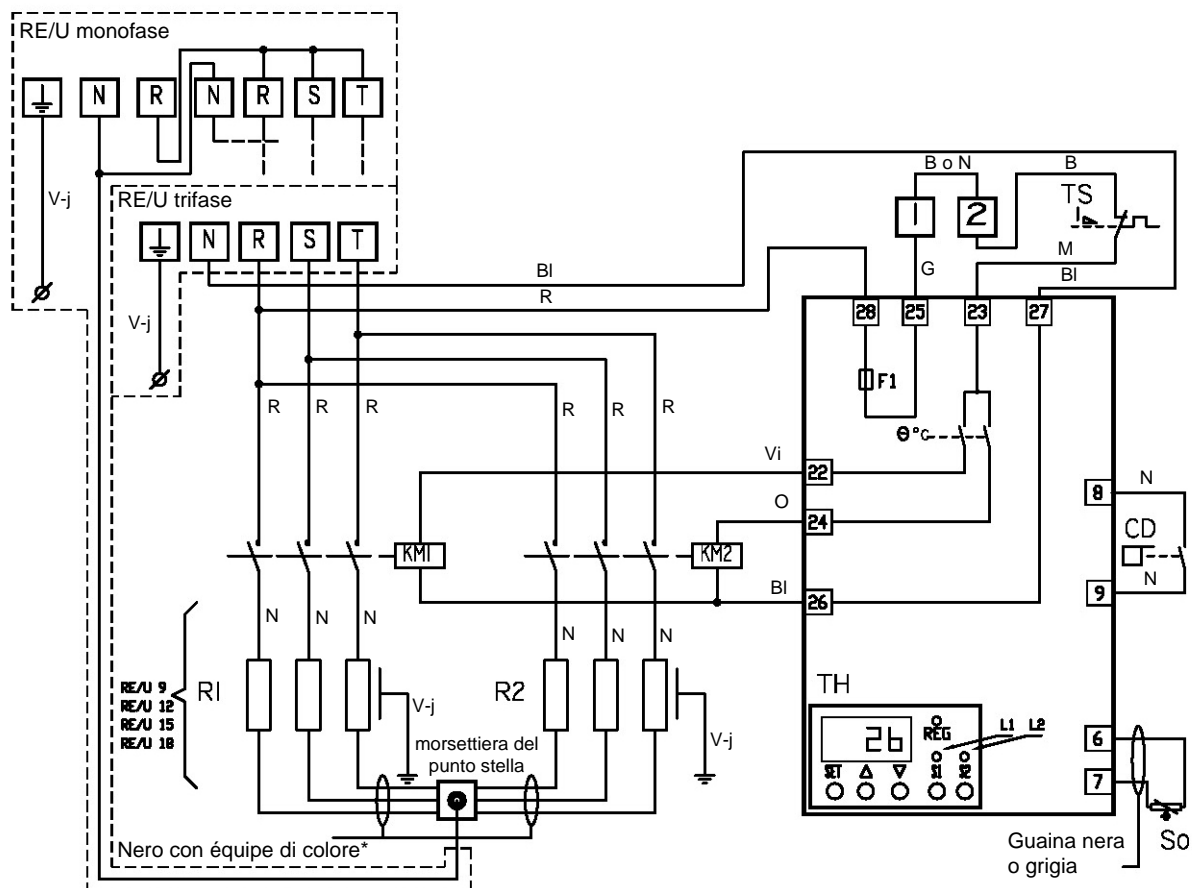 RE/U monofase
N R N R S T
V-j
RE/U trifase
N R S T
V-j
Bl
R
B o N
B
1
2
TS
M
G
Bl
28 25 23 27
F1
θ°C
R R R
R R R
Vi
22
O
24
KM1
KM2
Bl
26
8
N
CD
N
9
N N N
N N N
RE/U 9
RE/U 12
RE/U 15
RE/U 18
R1
R2
V-j
V-j
morsettiera del
punto stella
TH
26
REG
L1 L2
SET
6
7
So
Nero con équipe di colore*
Guaina nera
o grigia